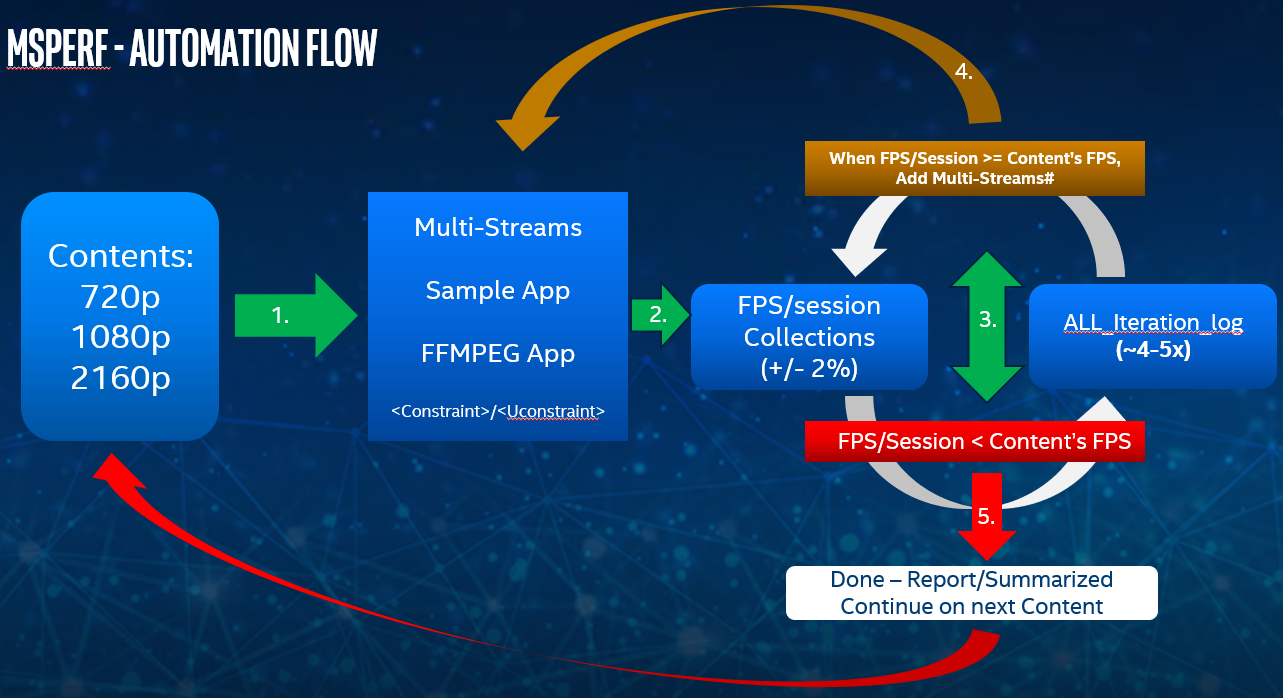 MSPERF - AUTOMATION FLOW
4.
When FPS/Session >= Content's FPS,
Add Multi-Streams#
Contents:
720p
1080p
2160p
1.
Multi-Streams
Sample App
FFMPEG App
<Constraint>/<Uconstraint>
2.
FPS/session
Collections
(+/- 2%)
3.
ALL_Iteration_log
(~4-5x)
FPS/Session < Content’s FPS
5.
Done – Report/Summarized
Continue on next Content